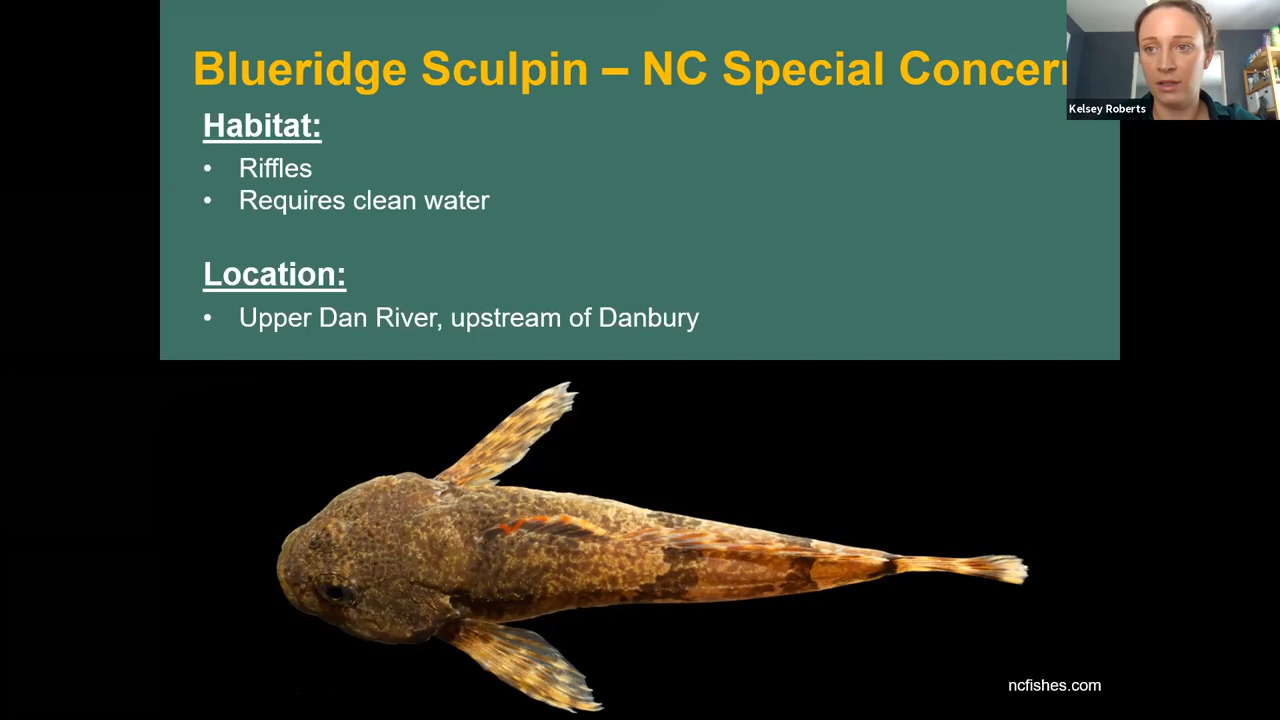 Blueridge Sculpin – NC Special Concern
Kelsey Roberts
Habitat:
• Riffles
• Requires clean water
Location:
• Upper Dan River, upstream of Danbury
ncfishes.com